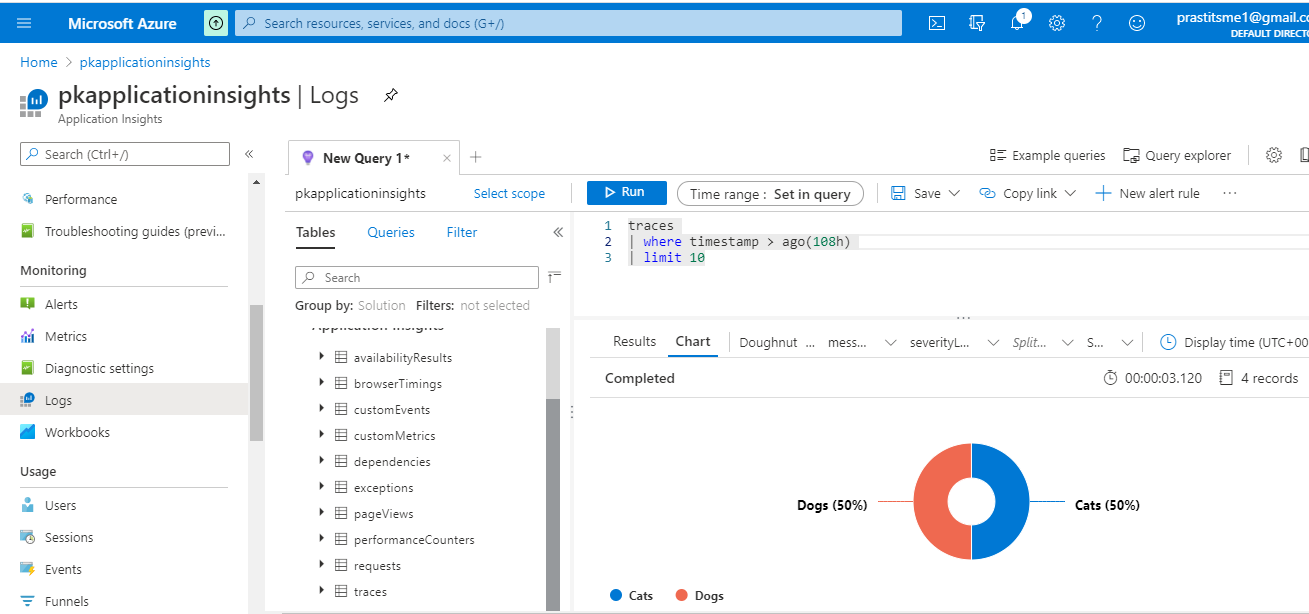 Microsoft Azure
Search resources, services, and docs (G+/)
1
prastitsme1@gmail.co
DEFAULT DIRECTO
Home > pkapplicationinsights
pkapplicationinsights | Logs
Application Insights
Search (Ctrl+/)
«
New Query 1*
Example queries
Query explorer
Performance
pkapplicationinsights
Select scope
Run
Time range : Set in query
Save
Copy link
New alert rule
...
Troubleshooting guides (previ...
Tables
Queries
Filter
«
1 traces
2 | where timestamp > ago(108h)
3 | limit 10
Monitoring
Search
Alerts
Group by: Solution Filters: not selected
Metrics
Application Insights
Results
Chart
Doughnut ...
mess...
severityL...
Split...
S...
Display time (UTC+00
Diagnostic settings
availabilityResults
browserTimings
Completed
00:00:03.120
4 records
Logs
customEvents
Workbooks
customMetrics
dependencies
Usage
exceptions
Users
pageViews
Dogs (50%)
Cats (50%)
Sessions
performanceCounters
Events
requests
Funnels
traces
Cats
Dogs